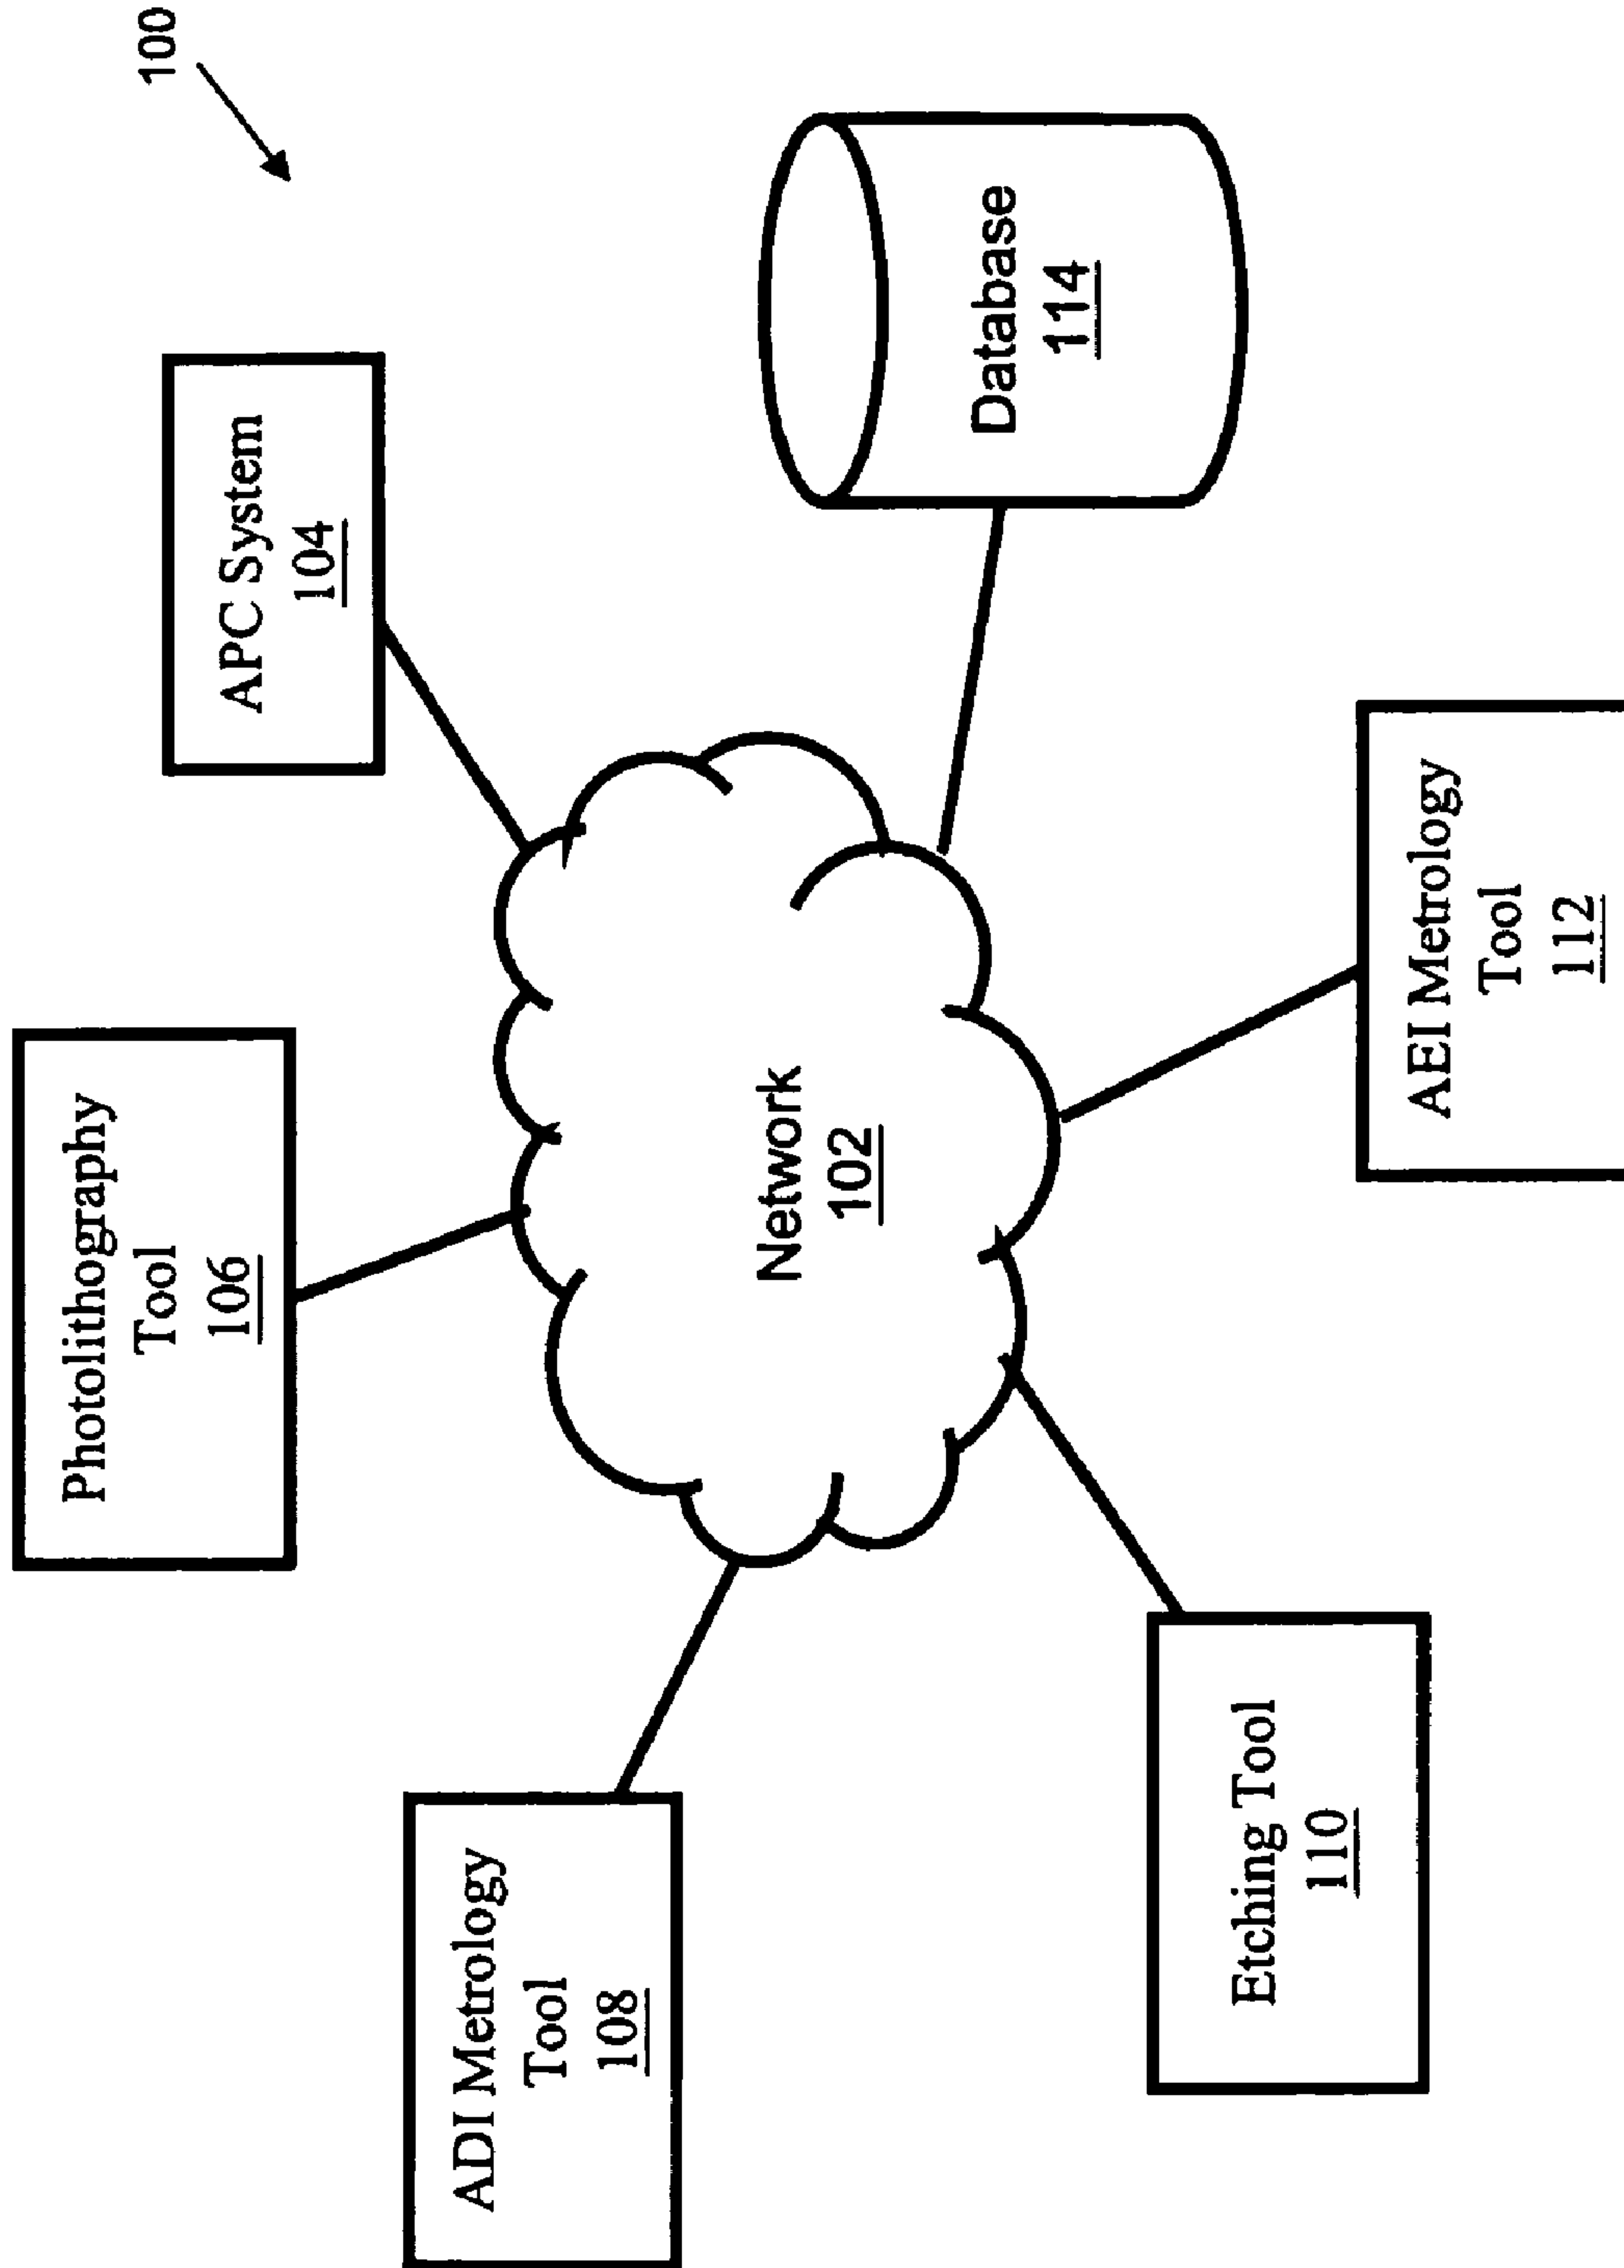 100
Photolithography
Tool
106
APC System
104
ADI Metrology
Tool
108
Network
102
Database
114
Etching Tool
110
AEI Metrology
Tool
112